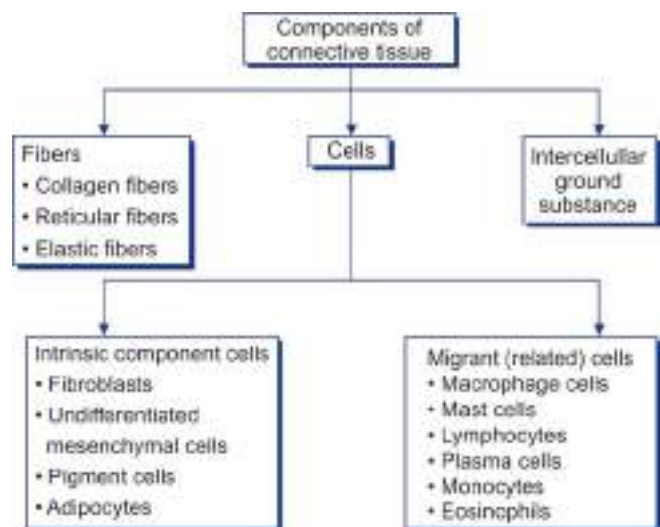 Components of
connective tissue
Fibers
• Collagen fibers
• Reticular fibers
• Elastic fibers
Cells
Intercellular
ground
substance
Intrinsic component cells
• Fibroblasts
• Undifferentiated
mesenchymal cells
• Pigment cells
• Adipocytes
Migrant (related) cells
• Macrophage cells
• Mast cells
• Lymphocytes
• Plasma cells
• Monocytes
• Eosinophils